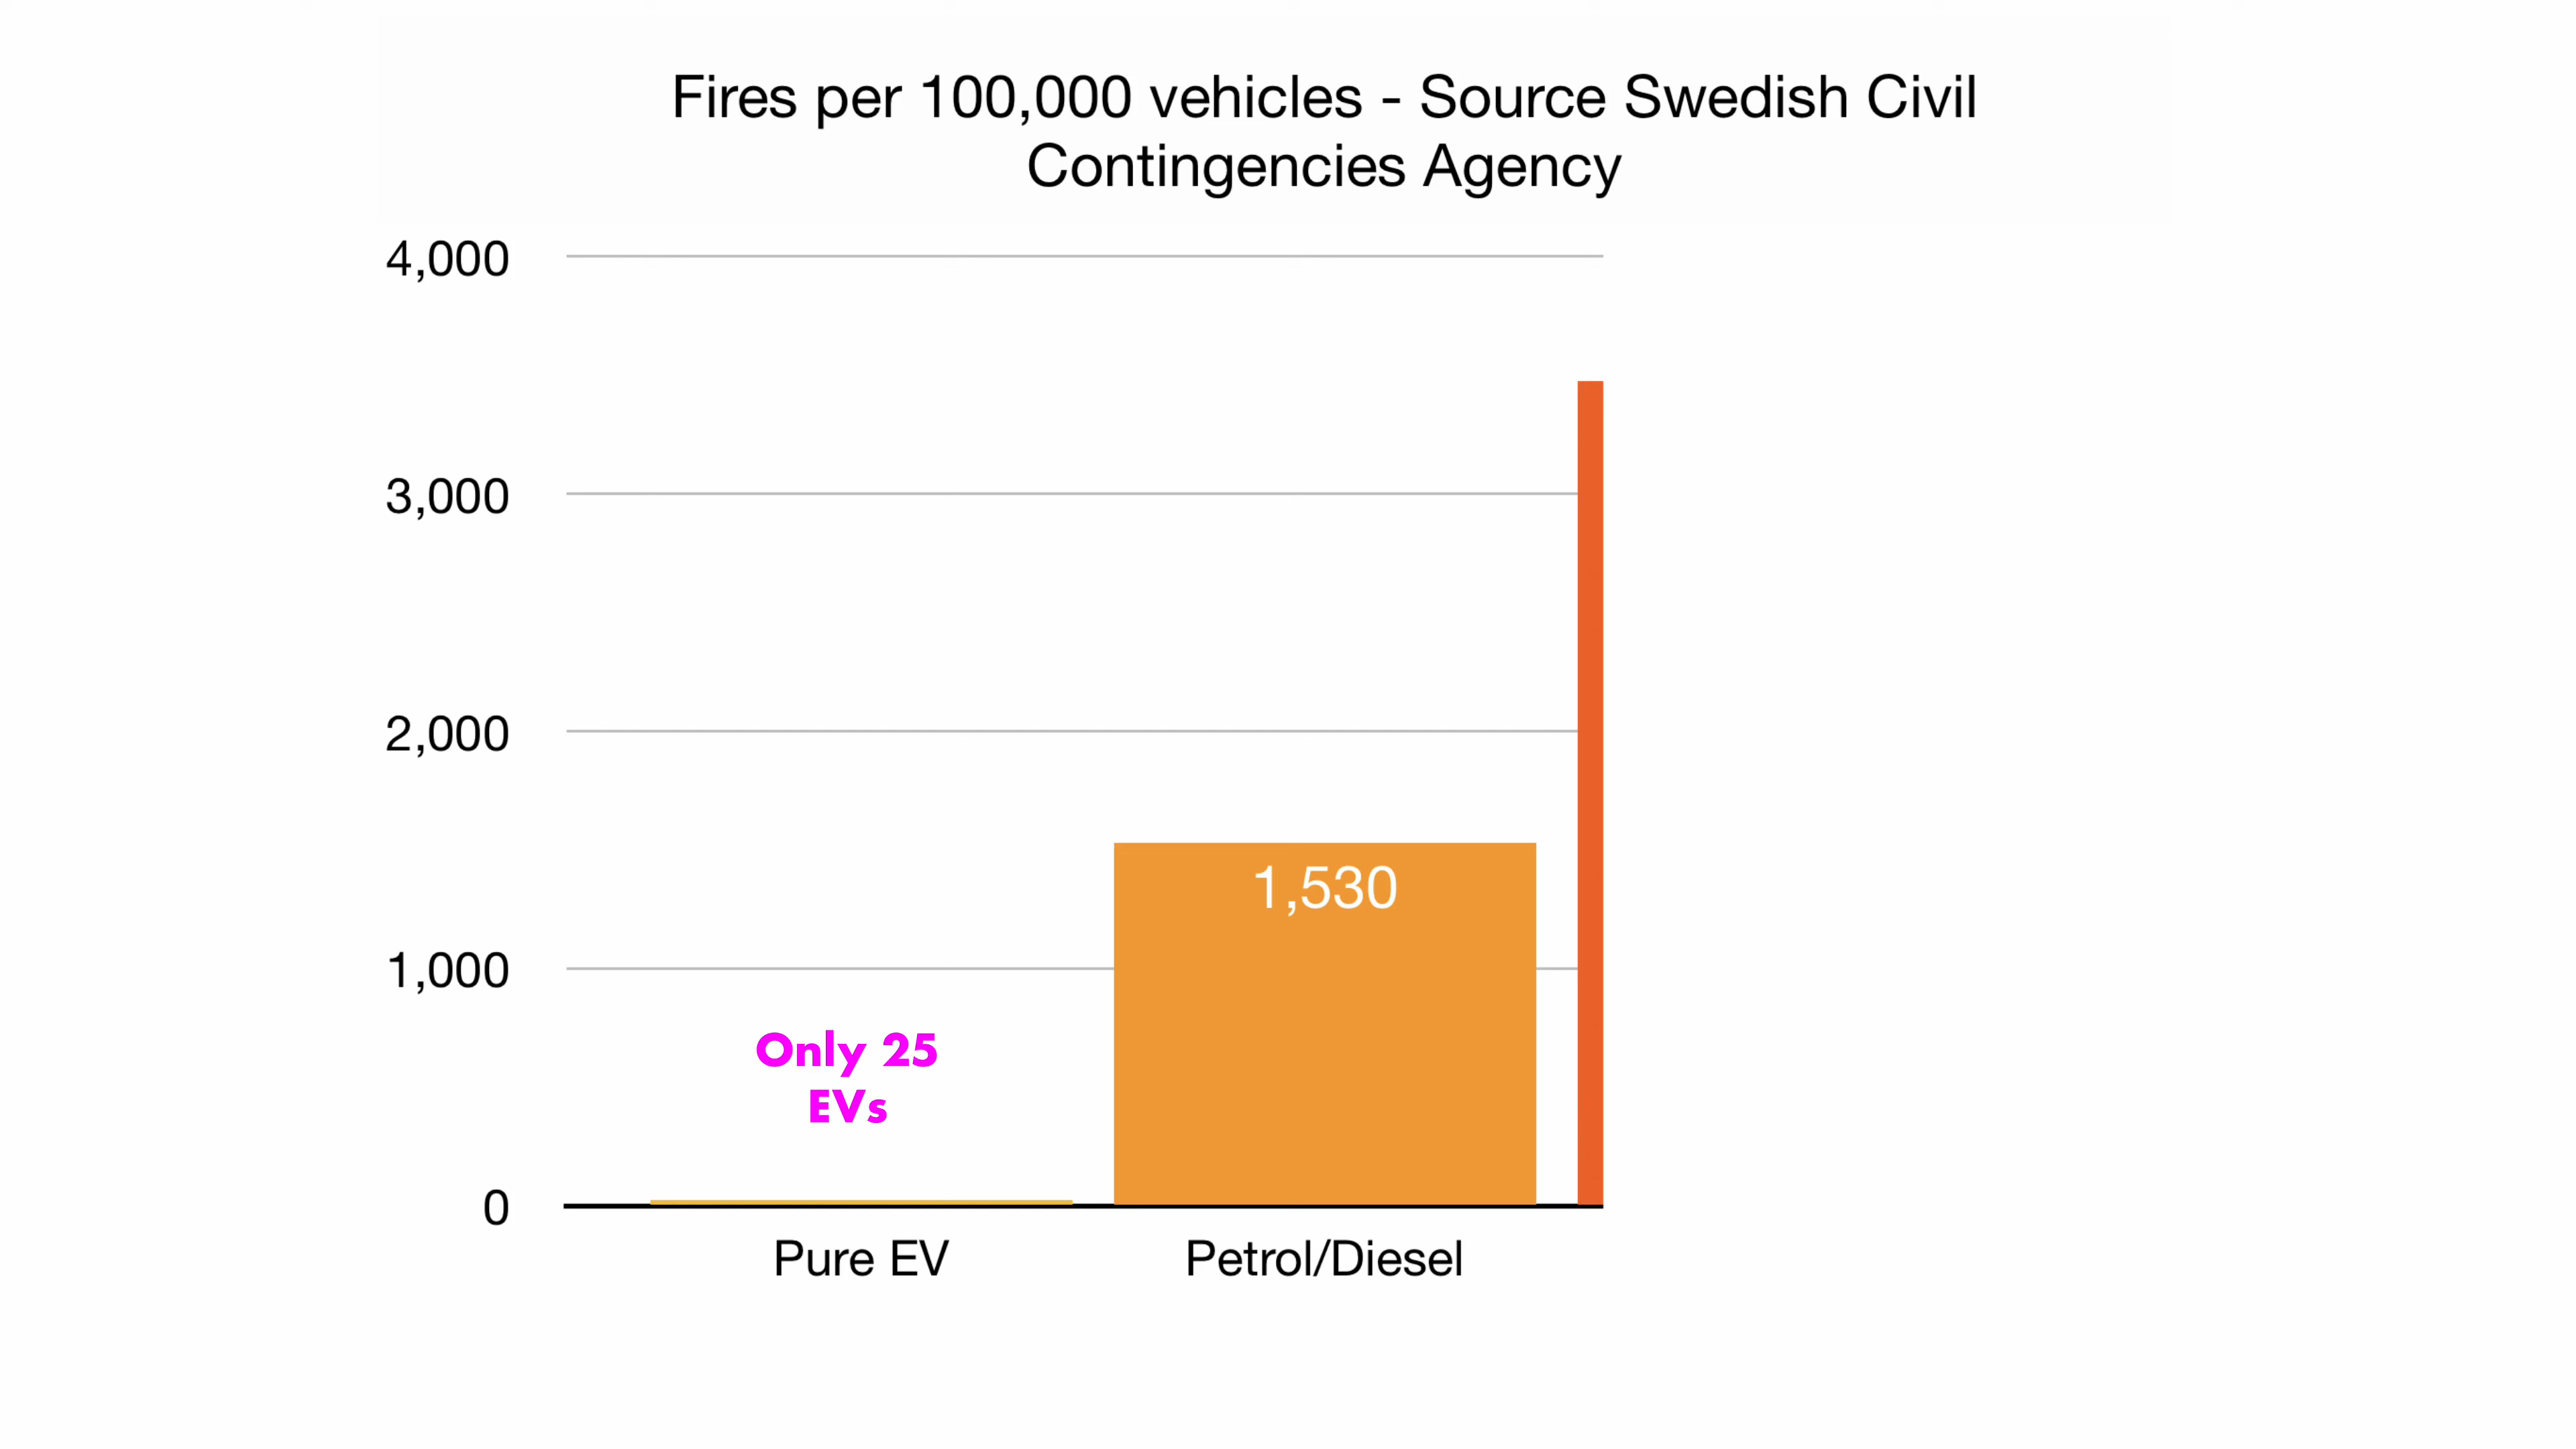 Fires per 100,000 vehicles - Source Swedish Civil
Contingencies Agency
4,000
3,000
2,000
1,000
0
1,530
Only 25
EVs
Pure EV
Petrol/Diesel